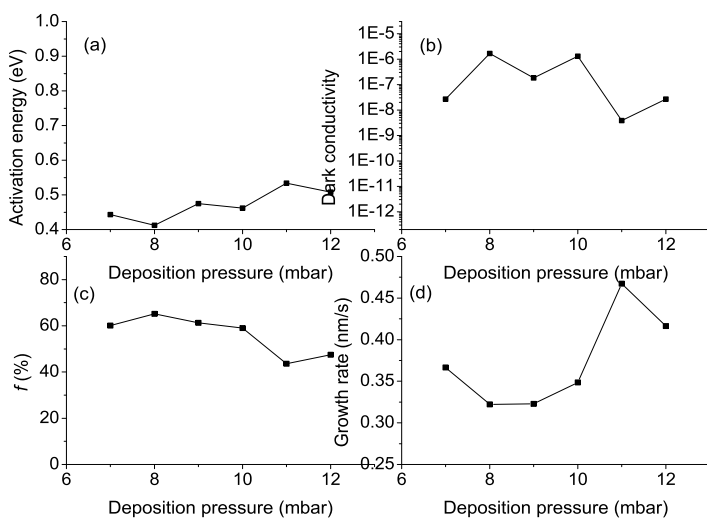 (a)
Activation energy (eV)
1.0
0.9
0.8
0.7
0.6
0.5
0.4
6 8 10 12
Deposition pressure (mbar)
(b)
Dark conductivity
1E-5
1E-6
1E-7
1E-8
1E-9
1E-10
1E-11
1E-12
6 8 10 12
Deposition pressure (mbar)
(c)
f (%)
80
60
40
20
0
6 8 10 12
Deposition pressure (mbar)
(d)
Growth rate (nm/s)
0.50
0.45
0.40
0.35
0.30
0.25
6 8 10 12
Deposition pressure (mbar)